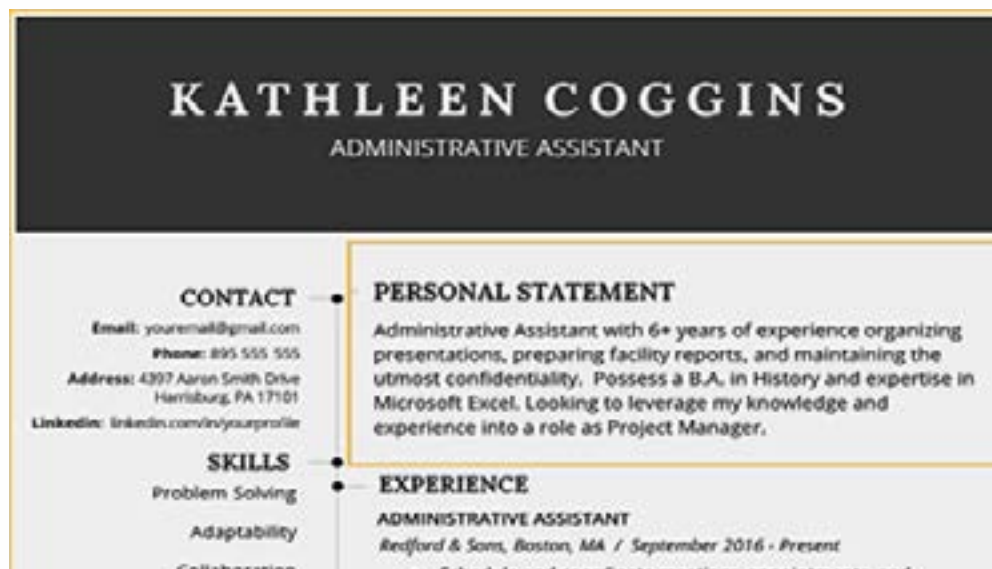 KATHLEEN COGGINS
ADMINISTRATIVE ASSISTANT
CONTACT
Email: youremail@gmail.com
Phone: 895 555 555
Address: 4397 Aaron Smith Drive
Harrisburg, PA 17101
Linkedin: linkedin.com/in/yourprofile
SKILLS
Problem Solving
Adaptability
Collaboration
PERSONAL STATEMENT
Administrative Assistant with 6+ years of experience organizing
presentations, preparing facility reports, and maintaining the
utmost confidentiality. Possess a B.A. in History and expertise in
Microsoft Excel. Looking to leverage my knowledge and
experience into a role as Project Manager.
EXPERIENCE
ADMINISTRATIVE ASSISTANT
Redford & Sons, Boston, MA / September 2016 - Present